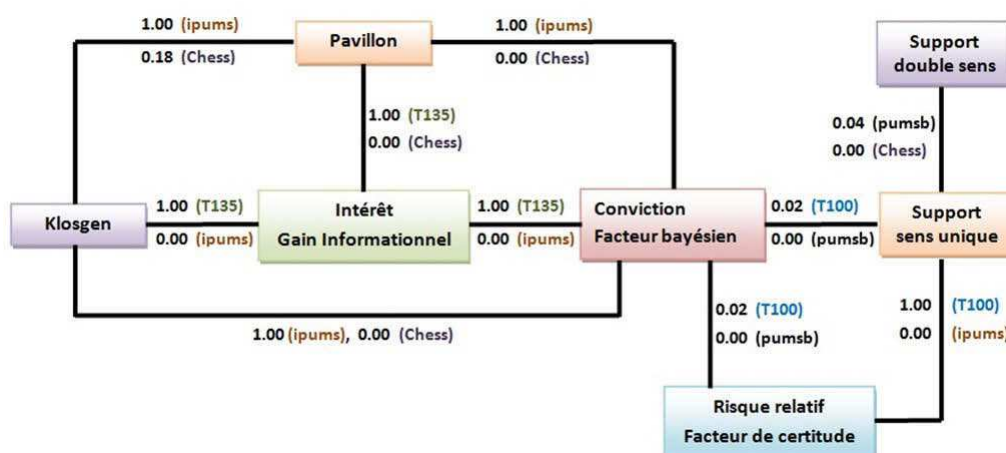 1.00 (ipums)
0.18 (Chess)
Pavillon
1.00 (ipums)
0.00 (Chess)
Support
double sens
1.00 (T135)
0.00 (Chess)
0.04 (pumsb)
0.00 (Chess)
Klosgen
1.00 (T135)
0.00 (ipums)
Intérêt
Gain Informationnel
1.00 (T135)
0.00 (ipums)
Conviction
Facteur bayésien
0.02 (T100)
0.00 (pumsb)
Support
sens unique
1.00 (ipums), 0.00 (Chess)
0.02 (T100)
0.00 (pumsb)
1.00 (T100)
0.00 (ipums)
Risque relatif
Facteur de certitude